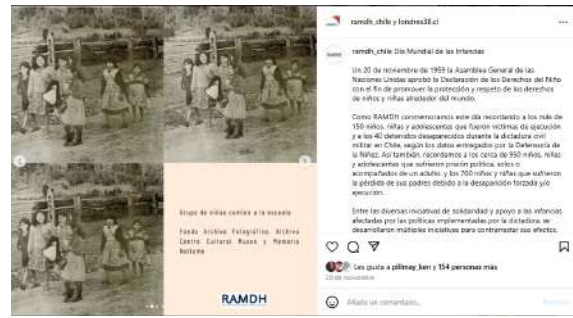 Grupo de niñas camino a la escuela
Fondo Archivo Fotográfico. Archivo
Centro Cultural Museo y Memoria
Neltume
RAMDH
ramdh_chile y londres38.cl
ramdh_chile Día Mundial de las Infancias
Un 20 de noviembre de 1959 la Asamblea General de las
Naciones Unidas aprobó la Declaración de los Derechos del Niño
con el fin de promover la protección y respeto de los derechos
de niños y niñas alrededor del mundo.
Como RAMDH conmemoramos este día recordando a los más de
150 niños, niñas y adolescentes que fueron víctimas de ejecución
y a los 40 detenidos desaparecidos durante la dictadura civil
militar en Chile, según los datos entregados por la Defensoría de
la Niñez. Así también, recordamos a los cerca de 950 niños, niñas
y adolescentes que sufrieron prisión política, solos o
acompañados de un adulto, y los 700 niños y niñas que sufrieron
la pérdida de sus padres debido a la desaparición forzada y/o
ejecución.
Entre las diversas iniciativas de solidaridad y apoyo a las infancias
afectadas por las políticas implementadas por la dictadura, se
desarrollaron múltiples iniciativas para contrarrestar sus efectos.
Les gusta a pillmay_ken y 154 personas más
20 de noviembre
Añade un comentario...